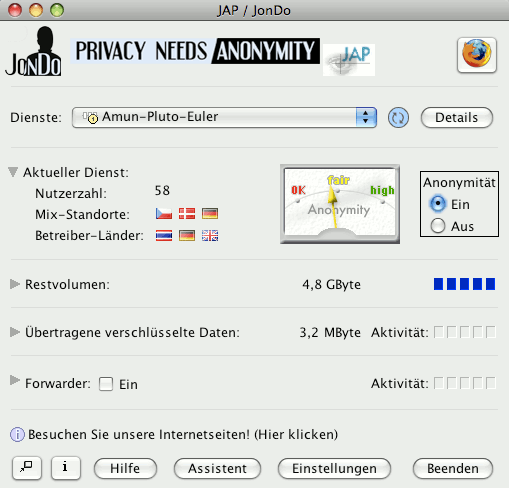 JAP / JonDo
JonDo PRIVACY NEEDS ANONYMITY JAP
Dienste: Amun-Pluto-Euler Details
Aktueller Dienst:
Nutzerzahl: 58
Mix-Standorte:
Betreiber-Länder:
OK fair high
Anonymity
Anonymität
Ein
Aus
Restvolumen: 4,8 GByte
Übertragene verschlüsselte Daten: 3,2 MByte Aktivität:
Forwarder: Ein Aktivität:
i Besuchen Sie unsere Internetseiten! (Hier klicken)
i Hilfe Assistent Einstellungen Beenden